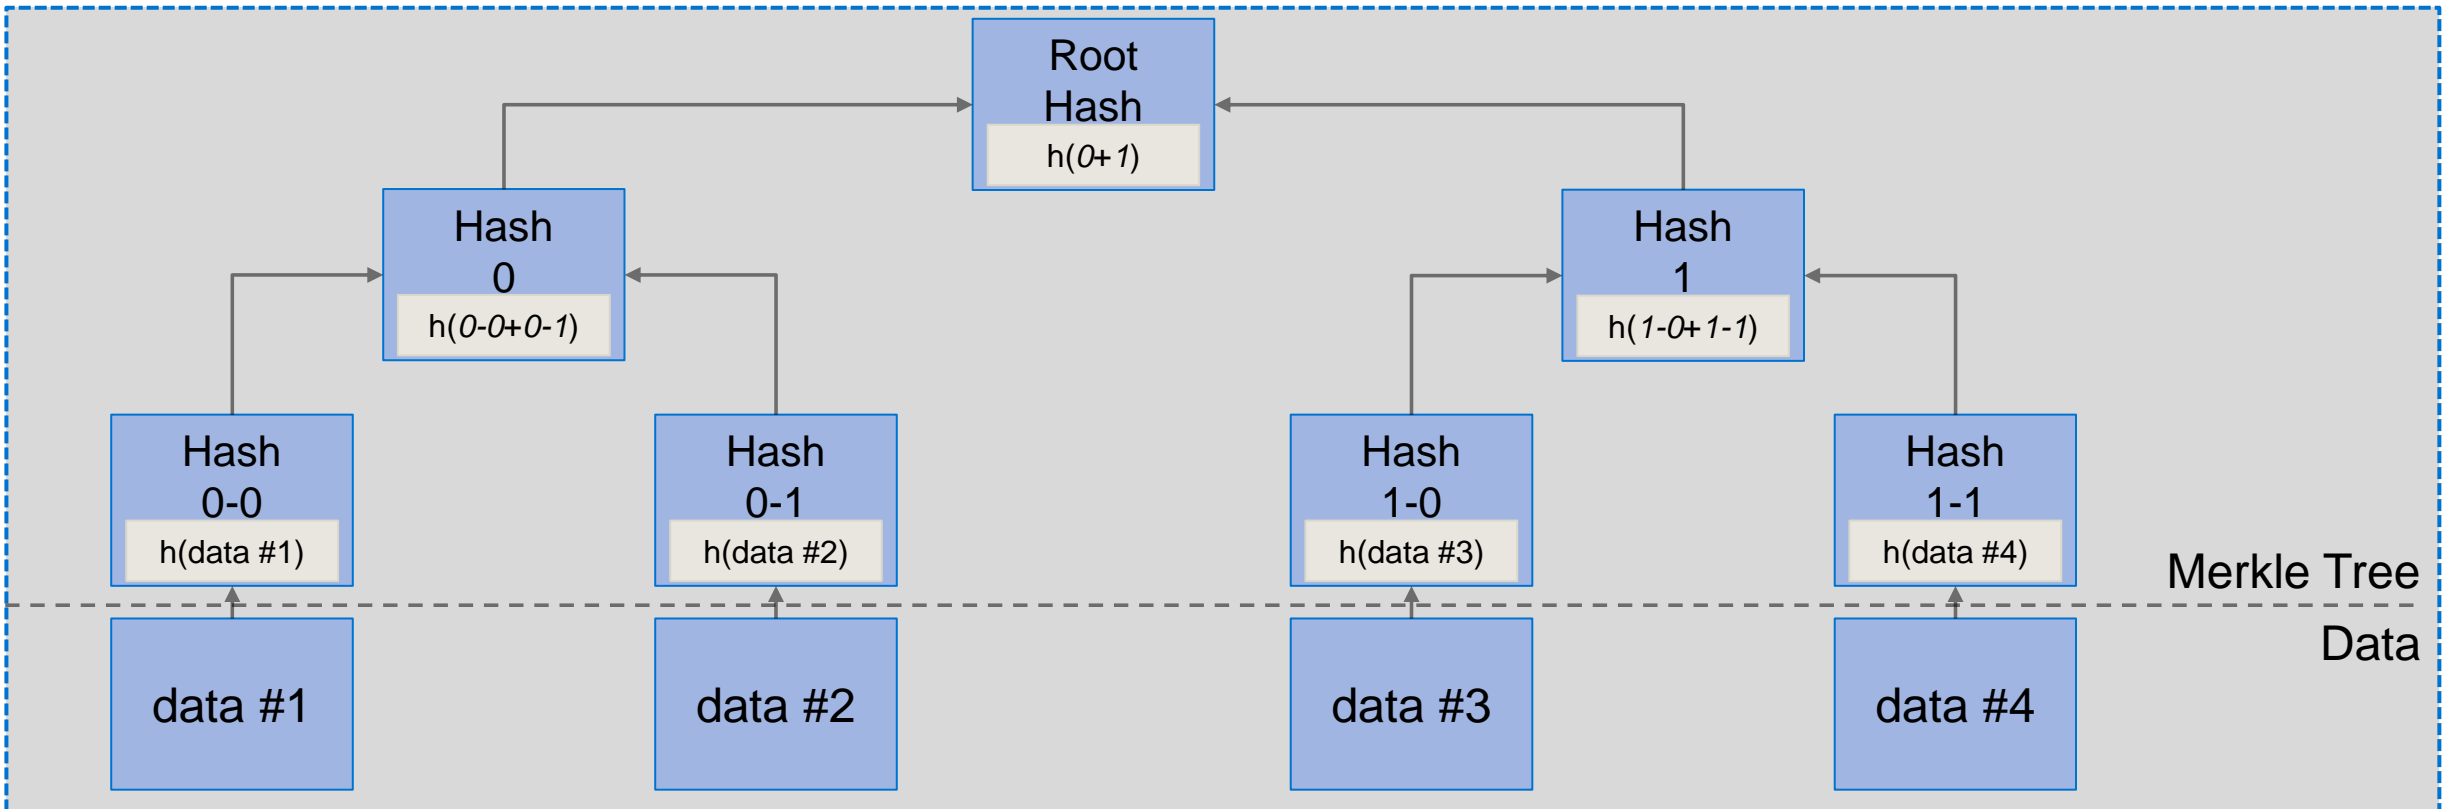 Root
Hash
h(0+1)
Hash
0
h(0-0+0-1)
Hash
1
h(1-0+1-1)
Hash
0-0
h(data #1)
Hash
0-1
h(data #2)
Hash
1-0
h(data #3)
Hash
1-1
h(data #4)
Merkle Tree
Data
data #1
data #2
data #3
data #4